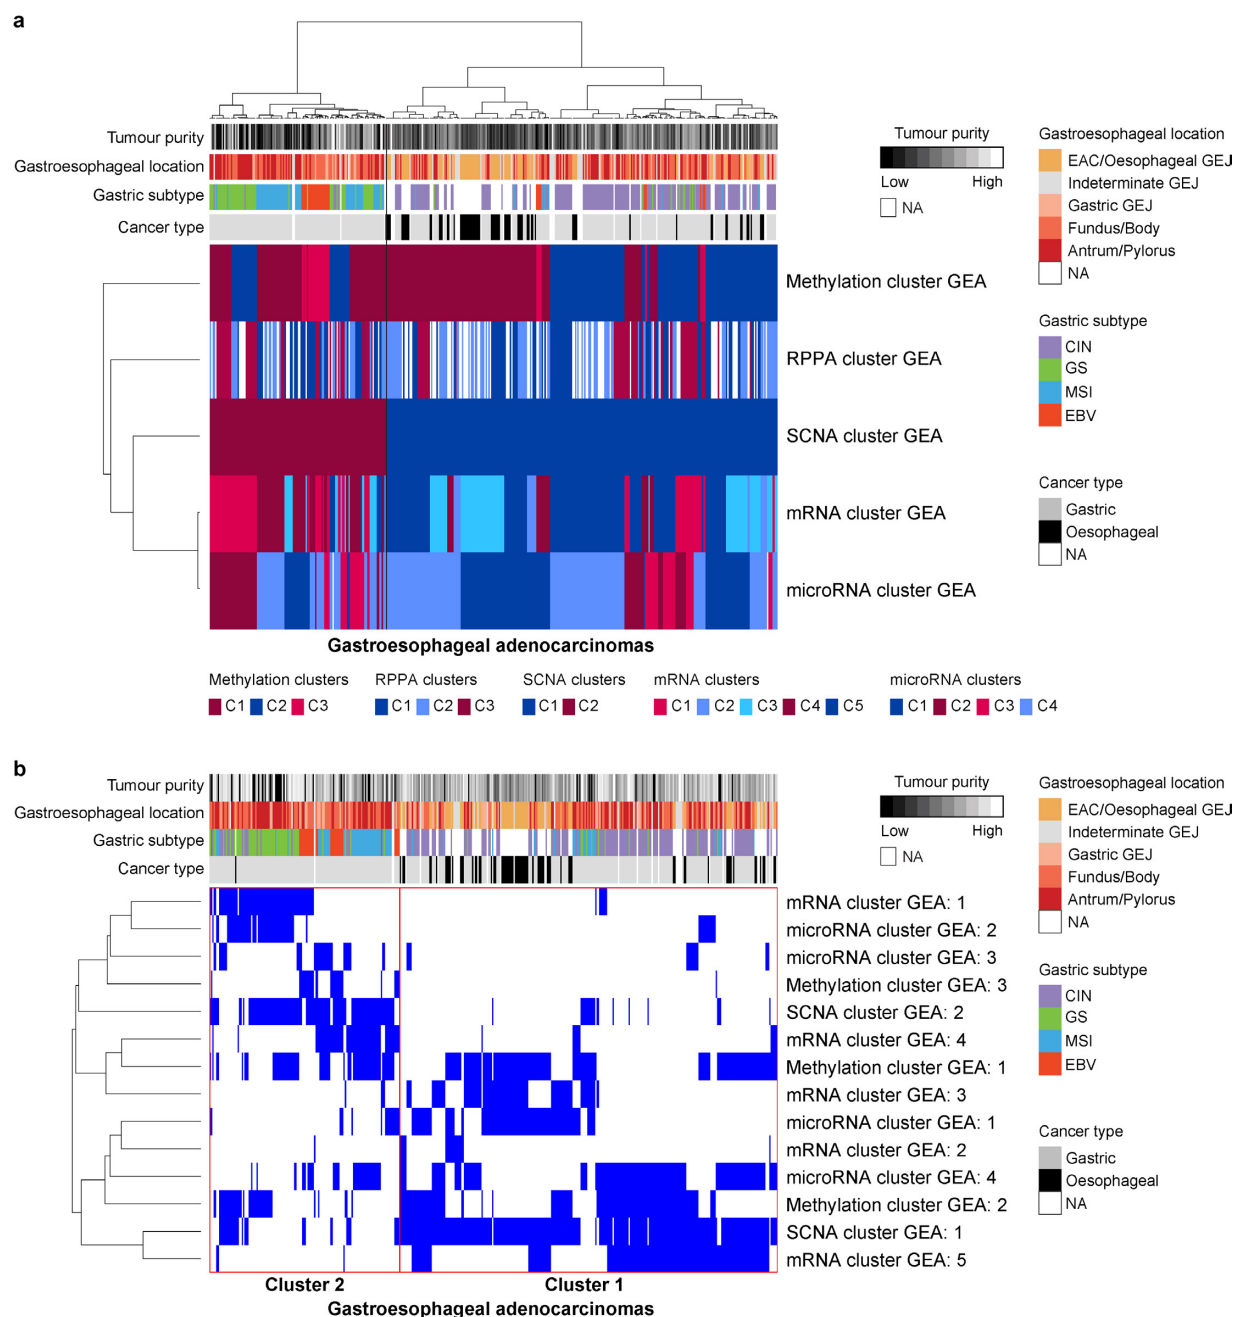 a
Tumour purity
Gastroesophageal location
Gastric subtype
Cancer type
Methylation cluster GEA
RPPA cluster GEA
SCNA cluster GEA
mRNA cluster GEA
microRNA cluster GEA
Gastroesophageal adenocarcinomas
Tumour purity
Low High
NA
Gastroesophageal location
EAC/Oesophageal GEJ
Indeterminate GEJ
Gastric GEJ
Fundus/Body
Antrum/Pylorus
NA
Gastric subtype
CIN
GS
MSI
EBV
Cancer type
Gastric
Oesophageal
NA
Methylation clusters
C1 C2 C3
RPPA clusters
C1 C2 C3
SCNA clusters
C1 C2
mRNA clusters
C1 C2 C3 C4 C5
microRNA clusters
C1 C2 C3 C4
b
Tumour purity
Gastroesophageal location
Gastric subtype
Cancer type
mRNA cluster GEA: 1
microRNA cluster GEA: 2
microRNA cluster GEA: 3
Methylation cluster GEA: 3
SCNA cluster GEA: 2
mRNA cluster GEA: 4
Methylation cluster GEA: 1
mRNA cluster GEA: 3
microRNA cluster GEA: 1
mRNA cluster GEA: 2
microRNA cluster GEA: 4
Methylation cluster GEA: 2
SCNA cluster GEA: 1
mRNA cluster GEA: 5
Cluster 2 Cluster 1
Gastroesophageal adenocarcinomas
Tumour purity
Low High
NA
Gastroesophageal location
EAC/Oesophageal GEJ
Indeterminate GEJ
Gastric GEJ
Fundus/Body
Antrum/Pylorus
NA
Gastric subtype
CIN
GS
MSI
EBV
Cancer type
Gastric
Oesophageal
NA